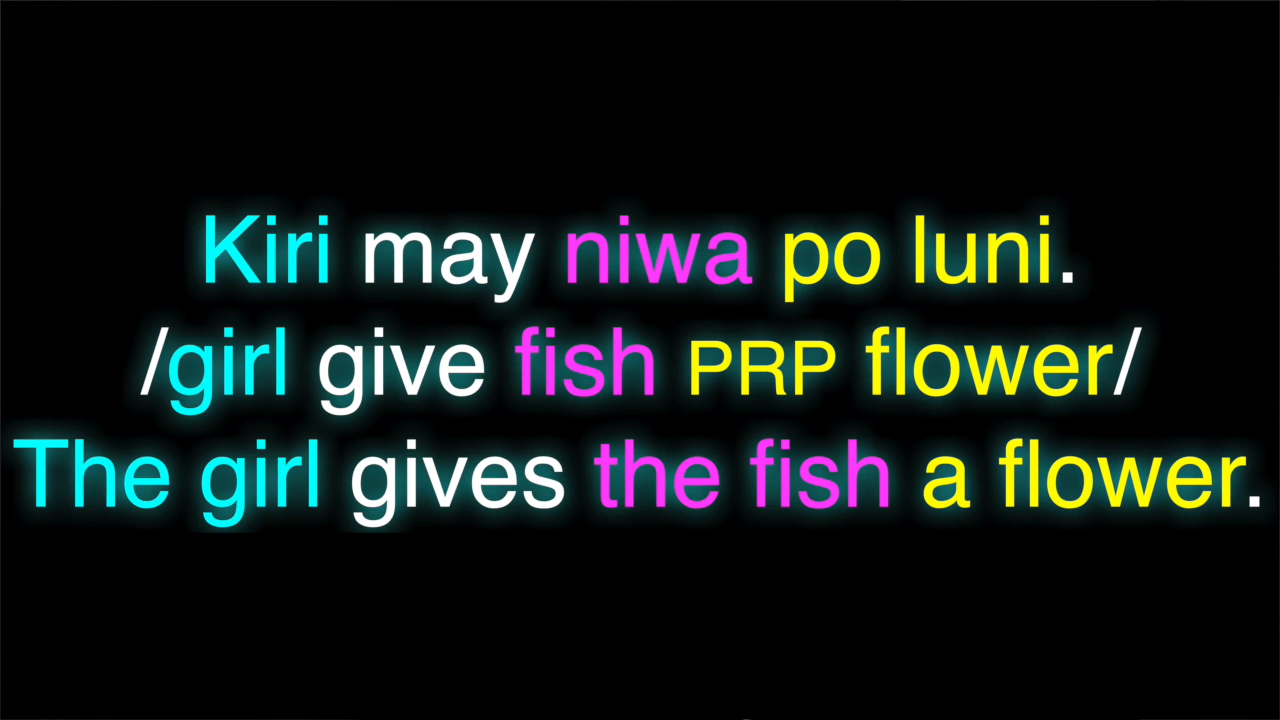 Kiri may niwa po luni.
/girl give fish PRP flower/
The girl gives the fish a flower.